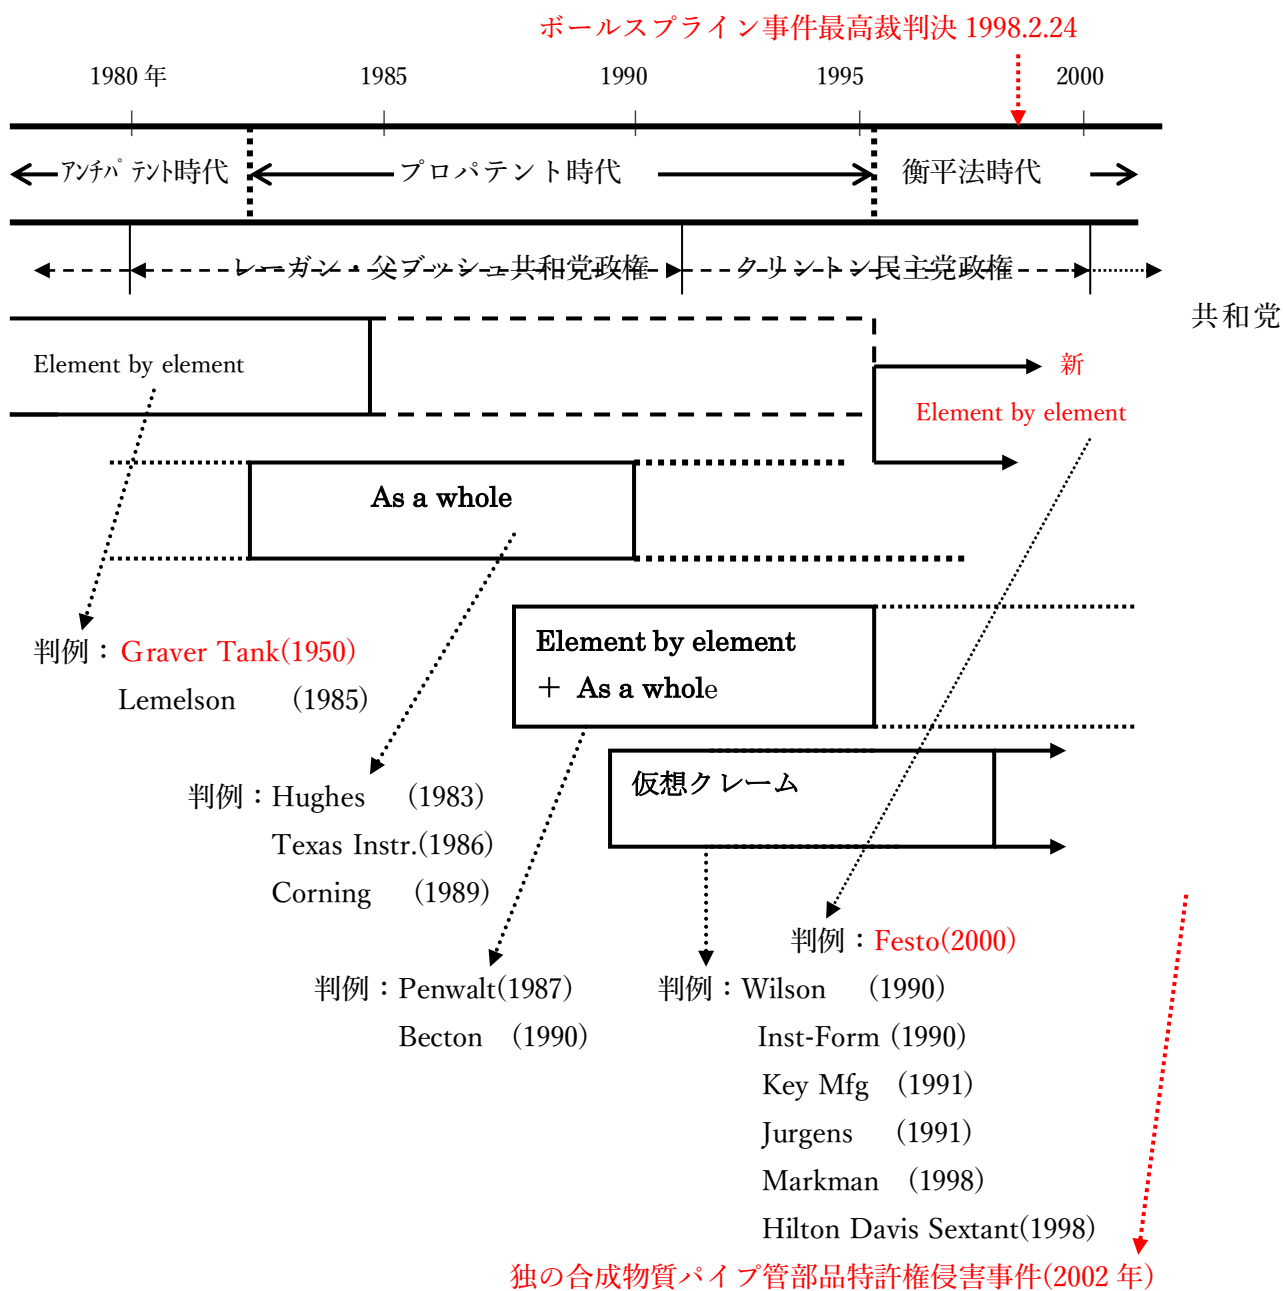 ボールスプライン事件最高裁判決 1998.2.24
1980 年 1985 1990 1995 2000
アンチパテント時代 プロパテント時代 衡平法時代
レーガン・父ブッシュ共和党政権 クリントン民主党政権
共和党
Element by element
新
Element by element
As a whole
Element by element
＋ As a whole
判例：Graver Tank(1950)
Lemelson (1985)
仮想クレーム
判例：Hughes (1983)
Texas Instr.(1986)
Corning (1989)
判例：Festo(2000)
判例：Penwalt(1987)
Becton (1990)
判例：Wilson (1990)
Inst-Form (1990)
Key Mfg (1991)
Jurgens (1991)
Markman (1998)
Hilton Davis Sextant(1998)
独の合成物質パイプ管部品特許権侵害事件(2002 年)